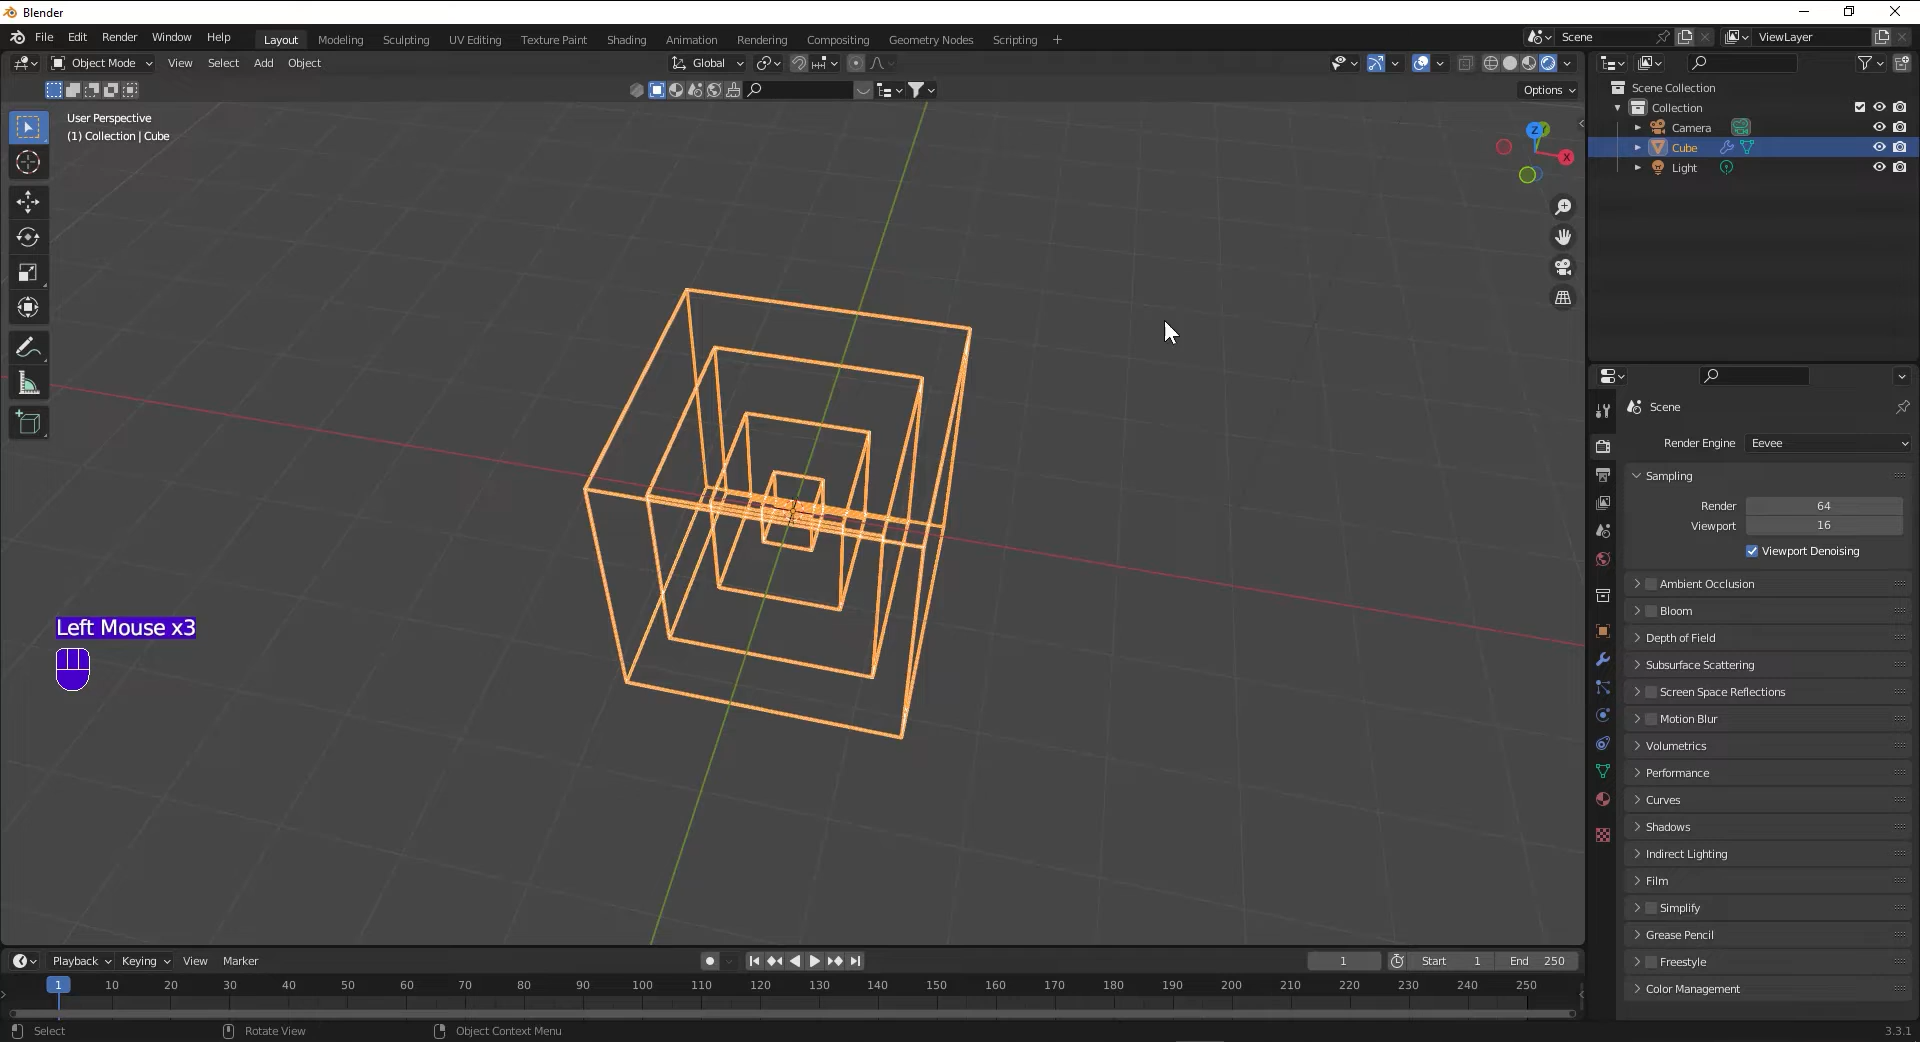 Blender
File Edit Render Window Help
Layout Modeling Sculpting UV Editing Texture Paint Shading Animation Rendering Compositing Geometry Nodes Scripting +
Scene
ViewLayer
Object Mode View Select Add Object
Global
Options
User Perspective
(1) Collection | Cube
Z
X
Left Mouse x3
Scene Collection
Collection
Camera
Cube
Light
Scene
Render Engine Eevee
Sampling
Render 64
Viewport 16
Viewport Denoising
Ambient Occlusion
Bloom
Depth of Field
Subsurface Scattering
Screen Space Reflections
Motion Blur
Volumetrics
Performance
Curves
Shadows
Indirect Lighting
Film
Simplify
Grease Pencil
Freestyle
Color Management
Playback Keying View Marker
1 Start 1 End 250
1 10 20 30 40 50 60 70 80 90 100 110 120 130 140 150 160 170 180 190 200 210 220 230 240 250
Select Rotate View Object Context Menu
3.3.1